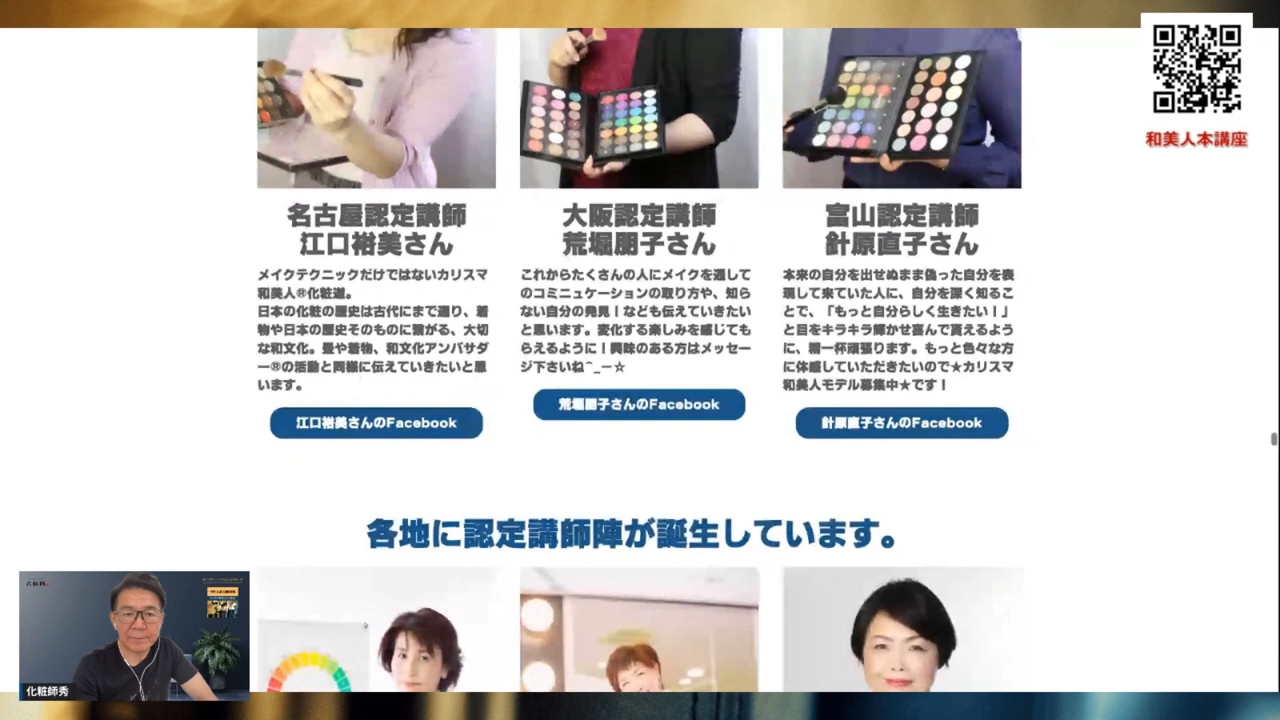 和美人本講座
名古屋認定講師
江口裕美さん
メイクテクニックだけではないカリスマ
和美人®化粧道。
日本の化粧の歴史は古代にまで遡り、着
物や日本の歴史そのものに繋がる、大切
な和文化。畳や着物、和文化アンバサダ
ー®の活動と同様に伝えていきたいと思
います。
江口裕美さんのFacebook
大阪認定講師
荒堀朋子さん
これからたくさんの人にメイクを通して
のコミニュケーションの取り方や、知ら
ない自分の発見！なども伝えていきたい
と思います。変化する楽しみを感じても
らえるように！興味のある方はメッセー
ジ下さいね^_－☆
荒堀朋子さんのFacebook
富山認定講師
針原直子さん
本来の自分を出せぬまま偽った自分を表
現して来ていた人に、自分を深く知るこ
とで、「もっと自分らしく生きたい！」
と目をキラキラ輝かせ喜んで貰えるよう
に、精一杯頑張ります。もっと色々な方
に体感していただきたいので★カリスマ
和美人モデル募集中★です！
針原直子さんのFacebook
各地に認定講師陣が誕生しています。
化粧師秀